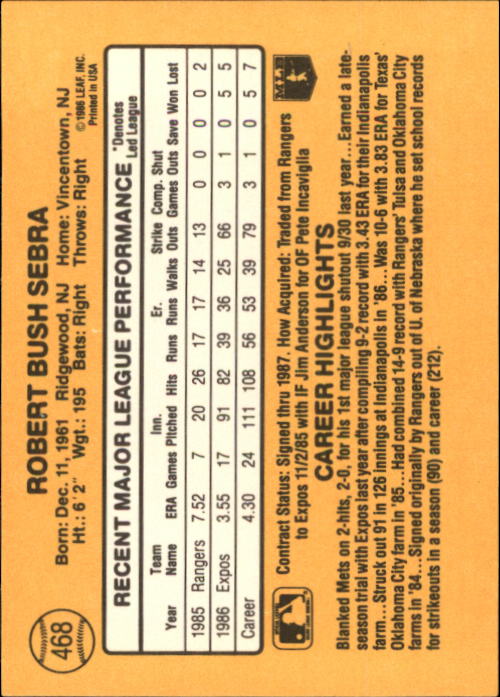 468
ROBERT BUSH SEBRA
Born: Dec. 11, 1961 Ridgewood, NJ Home: Vincentown, NJ
Ht.: 6'2" Wgt.: 195 Bats: Right Throws: Right
© 1986 LEAF, INC.
Printed in USA
RECENT MAJOR LEAGUE PERFORMANCE
*Denotes
Led League
Team Inn. Er. Strike Comp. Shut
Year Name ERA Games Pitched Hits Runs Runs Walks Outs Games Outs Save Won Lost
1985 Rangers 7.52 7 20 26 17 17 14 13 0 0 0 0 2
1986 Expos 3.55 17 91 82 39 36 25 66 3 1 0 5 5
Career 4.30 24 111 108 56 53 39 79 3 1 0 5 7
Contract Status: Signed thru 1987. How Acquired: Traded from Rangers
to Expos 11/2/85 with IF Jim Anderson for OF Pete Incaviglia
CAREER HIGHLIGHTS
Blanked Mets on 2-hits, 2-0, for his 1st major league shutout 9/30 last year...Earned a late-
season trial with Expos last year after compiling 9-2 record with 3.43 ERA for their Indianapolis
farm...Struck out 91 in 126 innings at Indianapolis in '86...Was 10-6 with 3.83 ERA for Texas'
Oklahoma City farm in '85...Had combined 14-9 record with Rangers' Tulsa and Oklahoma City
farms in '84...Signed originally by Rangers out of U. of Nebraska where he set school records
for strikeouts in a season (90) and career (212).